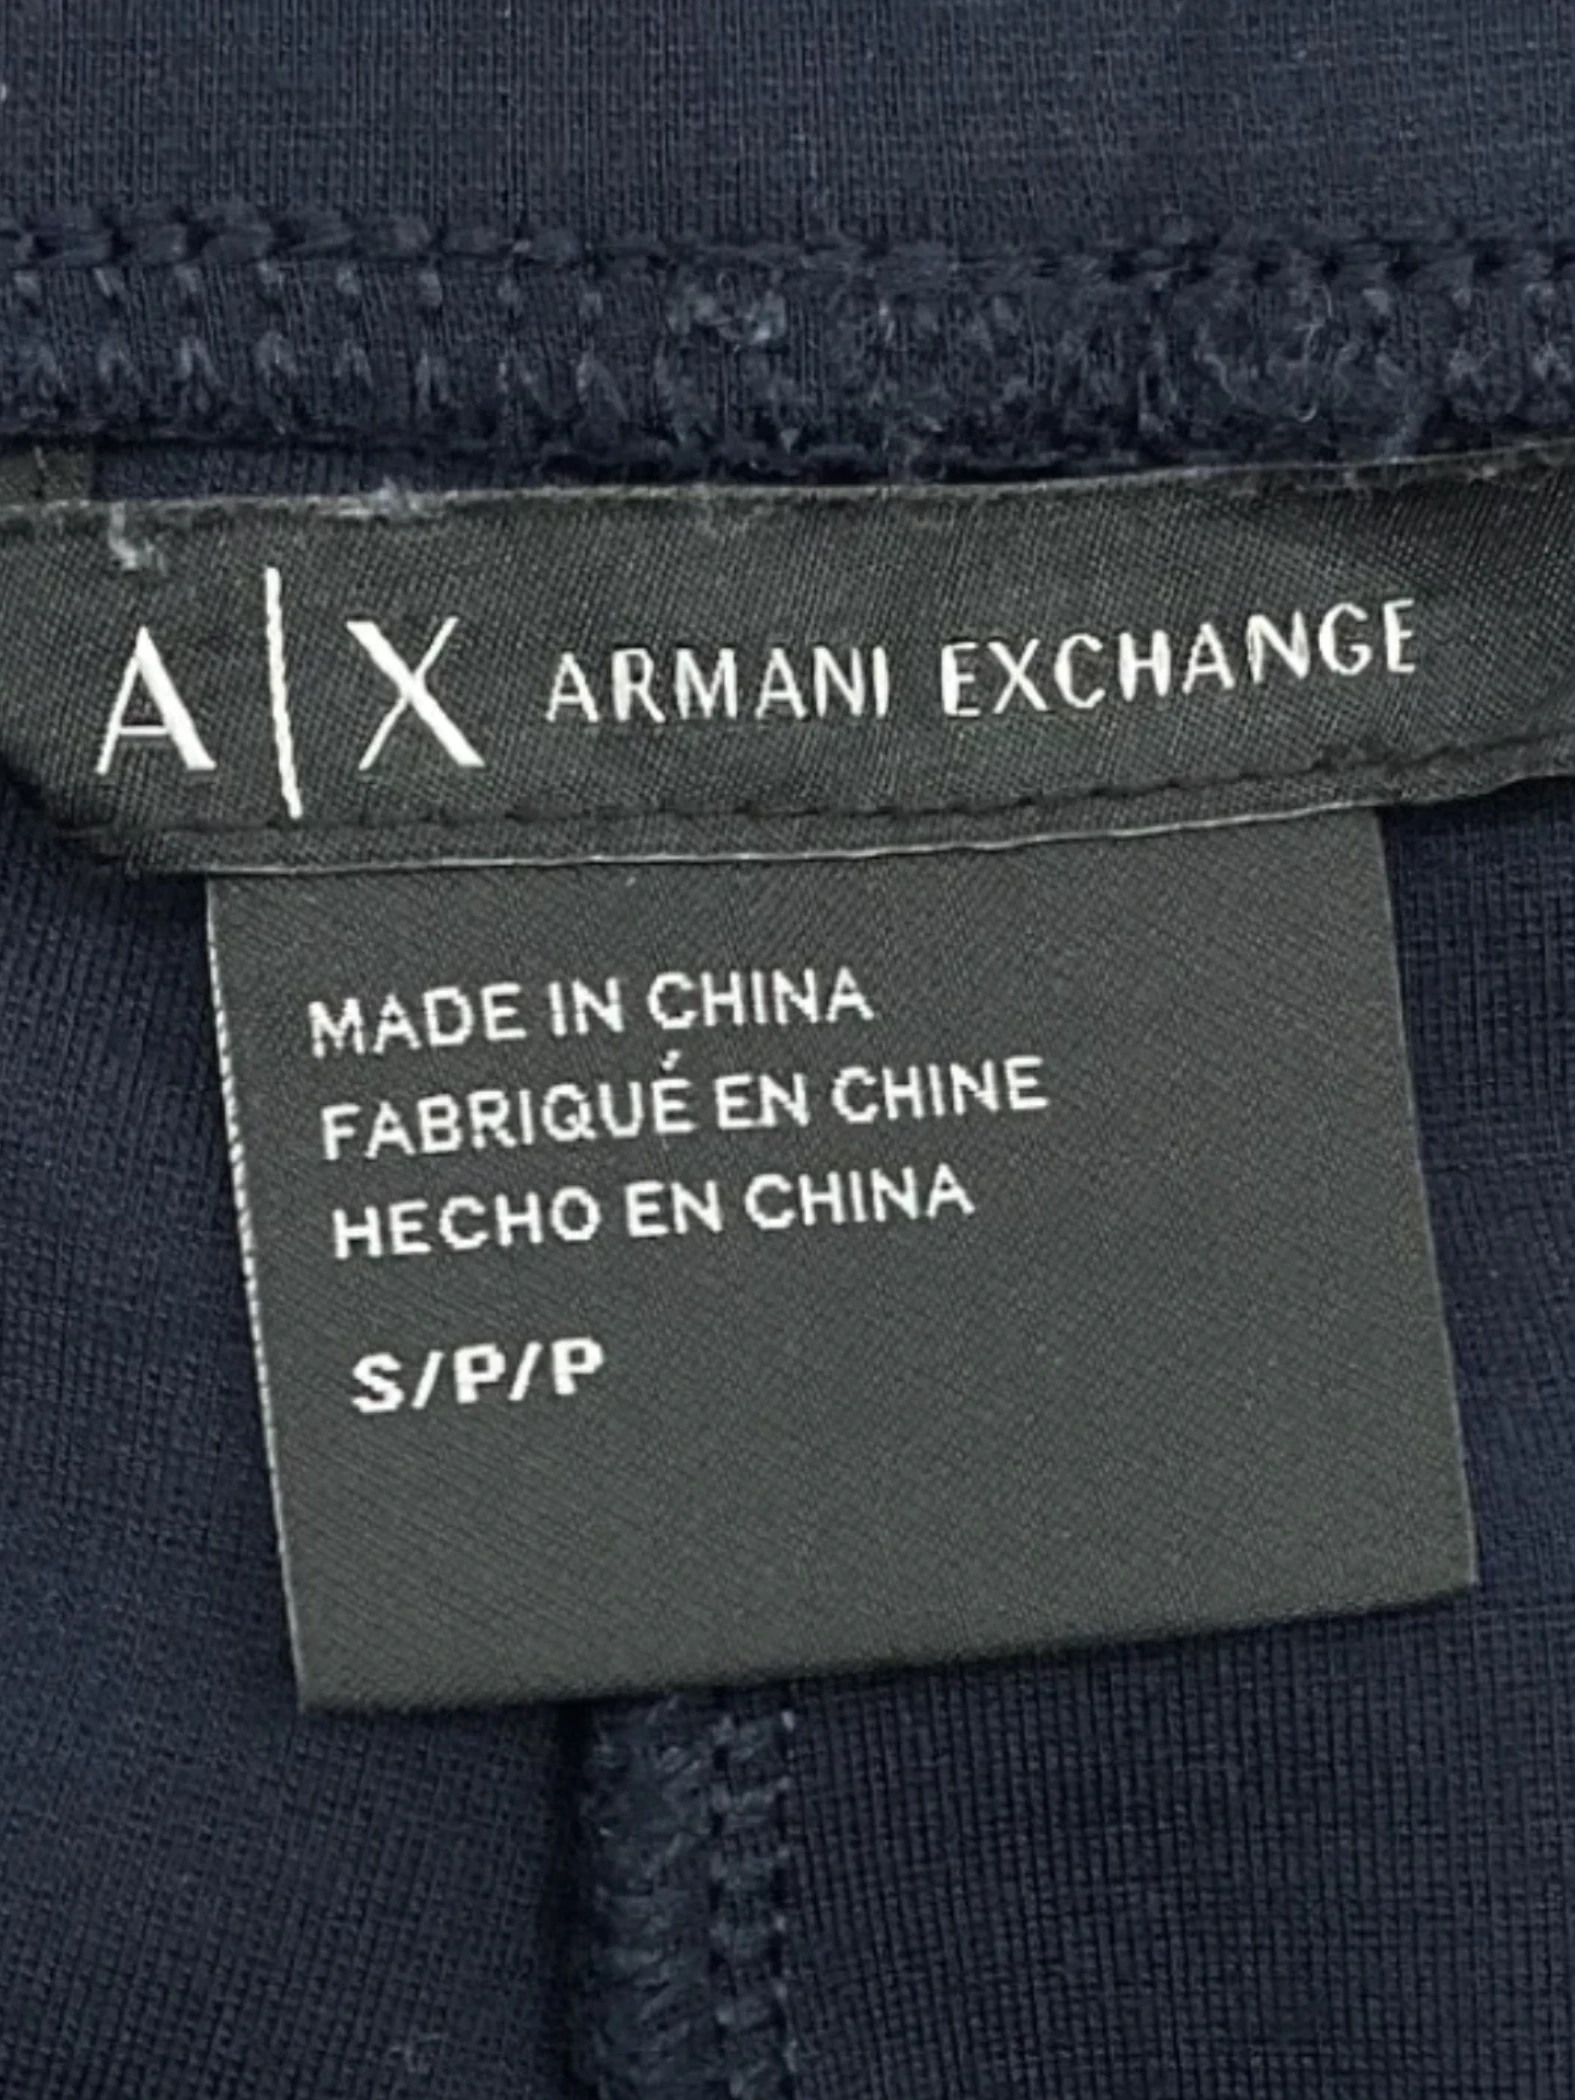 A|X ARMANI EXCHANGE
MADE IN CHINA
FABRIQUÉ EN CHINE
HECHO EN CHINA
S/P/P